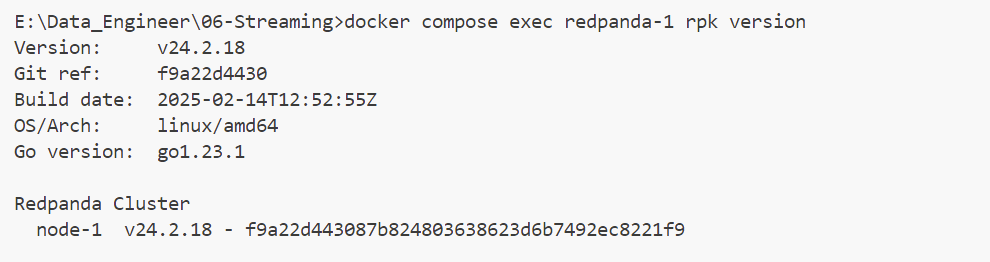 E:\Data_Engineer\06-Streaming>docker compose exec redpanda-1 rpk version
Version:     v24.2.18
Git ref:     f9a22d4430
Build date:  2025-02-14T12:52:55Z
OS/Arch:     linux/amd64
Go version:  go1.23.1

Redpanda Cluster
  node-1  v24.2.18 - f9a22d443087b824803638623d6b7492ec8221f9